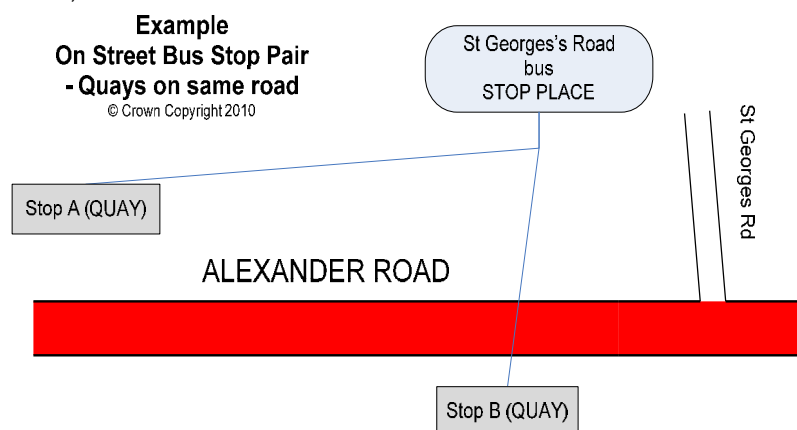 Example
On Street Bus Stop Pair
- Quays on same road
© Crown Copyright 2010
St Georges's Road
bus
STOP PLACE
St Georges Rd
Stop A (QUAY)
ALEXANDER ROAD
Stop B (QUAY)